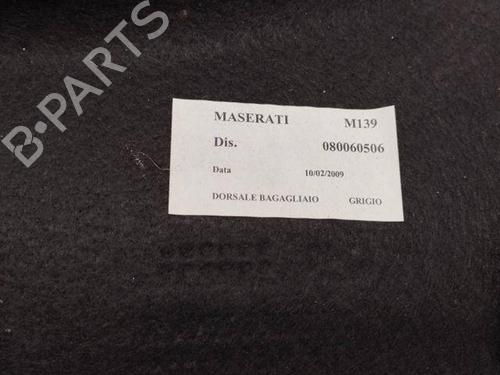 B-PARTS
MASERATI M139
Dis. 080060506
Data 10/02/2009
DORSALE BAGAGLIAIO GRIGIO